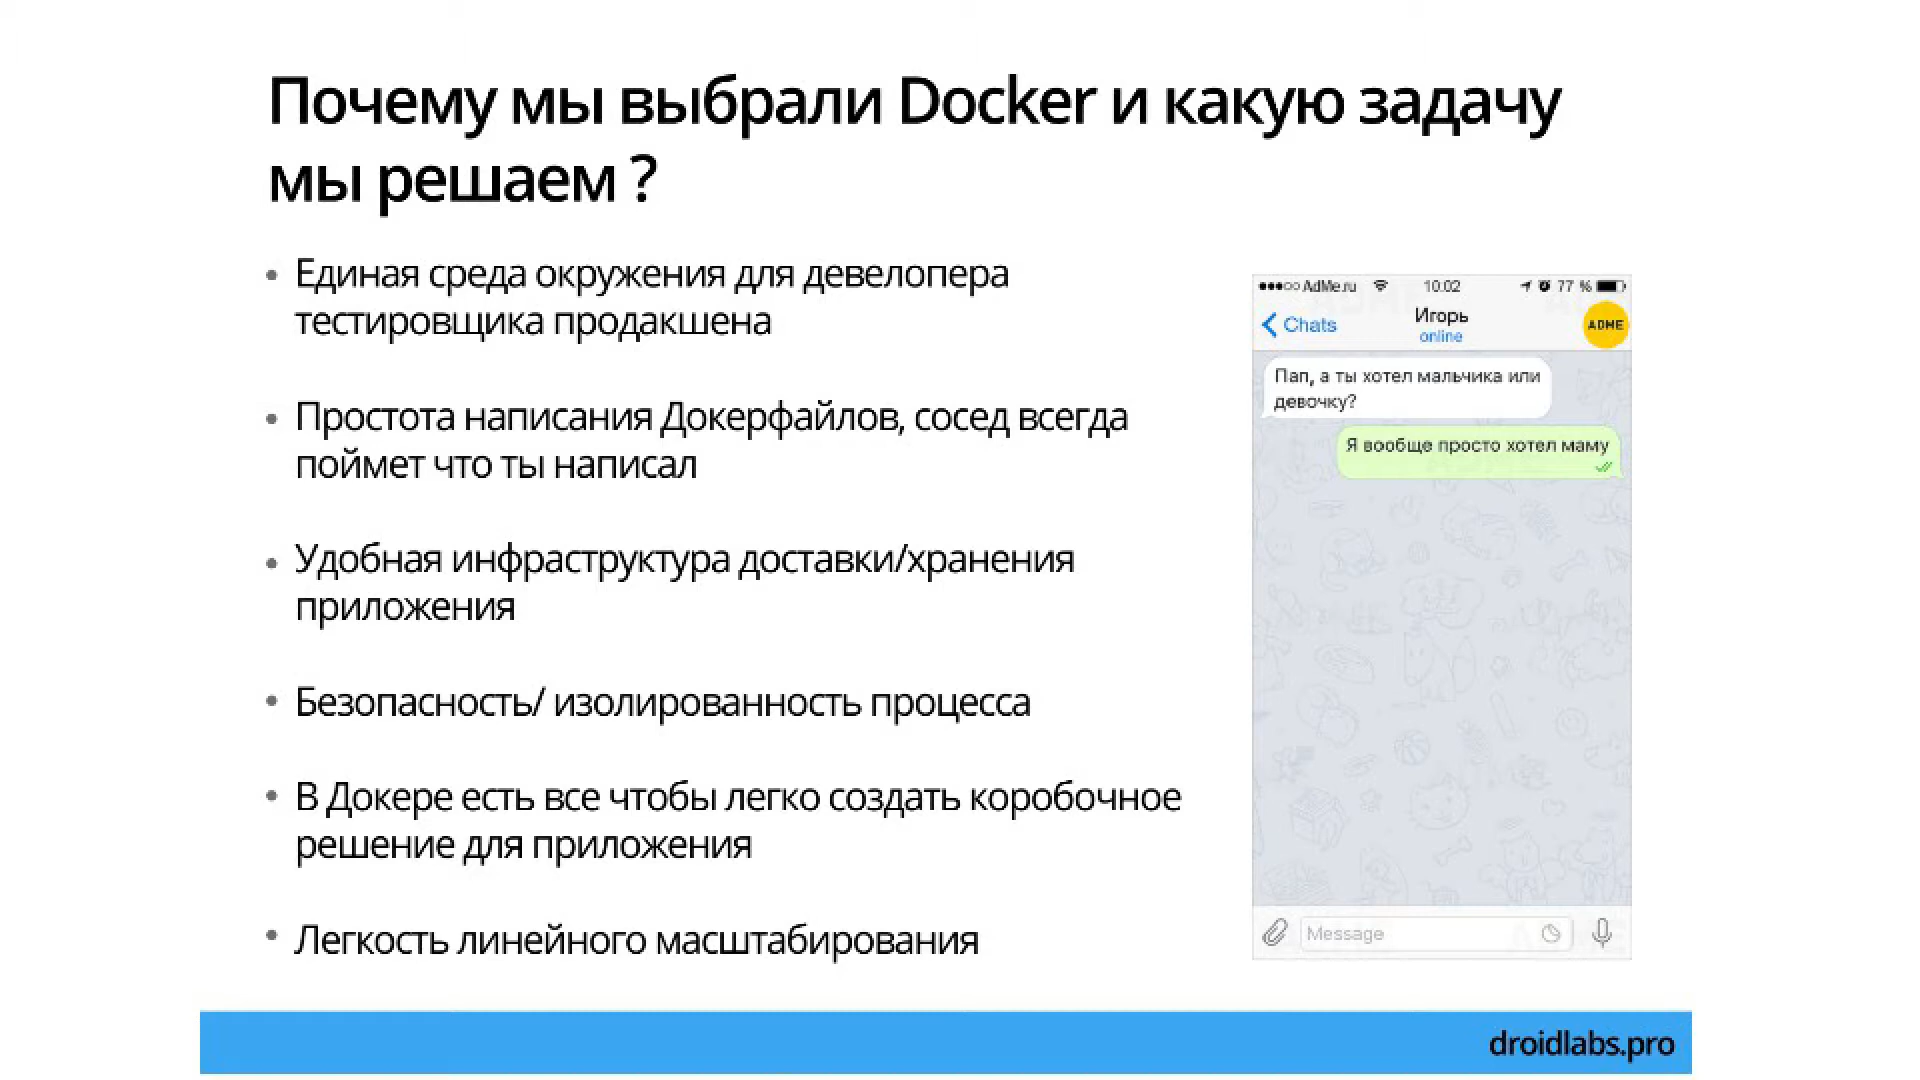 Почему мы выбрали Docker и какую задачу
мы решаем ?
• Единая среда окружения для девелопера
тестировщика продакшена
• Простота написания Докерфайлов, сосед всегда
поймет что ты написал
• Удобная инфраструктура доставки/хранения
приложения
• Безопасность/ изолированность процесса
• В Докере есть все чтобы легко создать коробочное
решение для приложения
• Легкость линейного масштабирования
AdMe.ru 10:02 77 %
Chats
Игорь
online
ADME
Пап, а ты хотел мальчика или
девочку?
Я вообще просто хотел маму
Message
droidlabs.pro